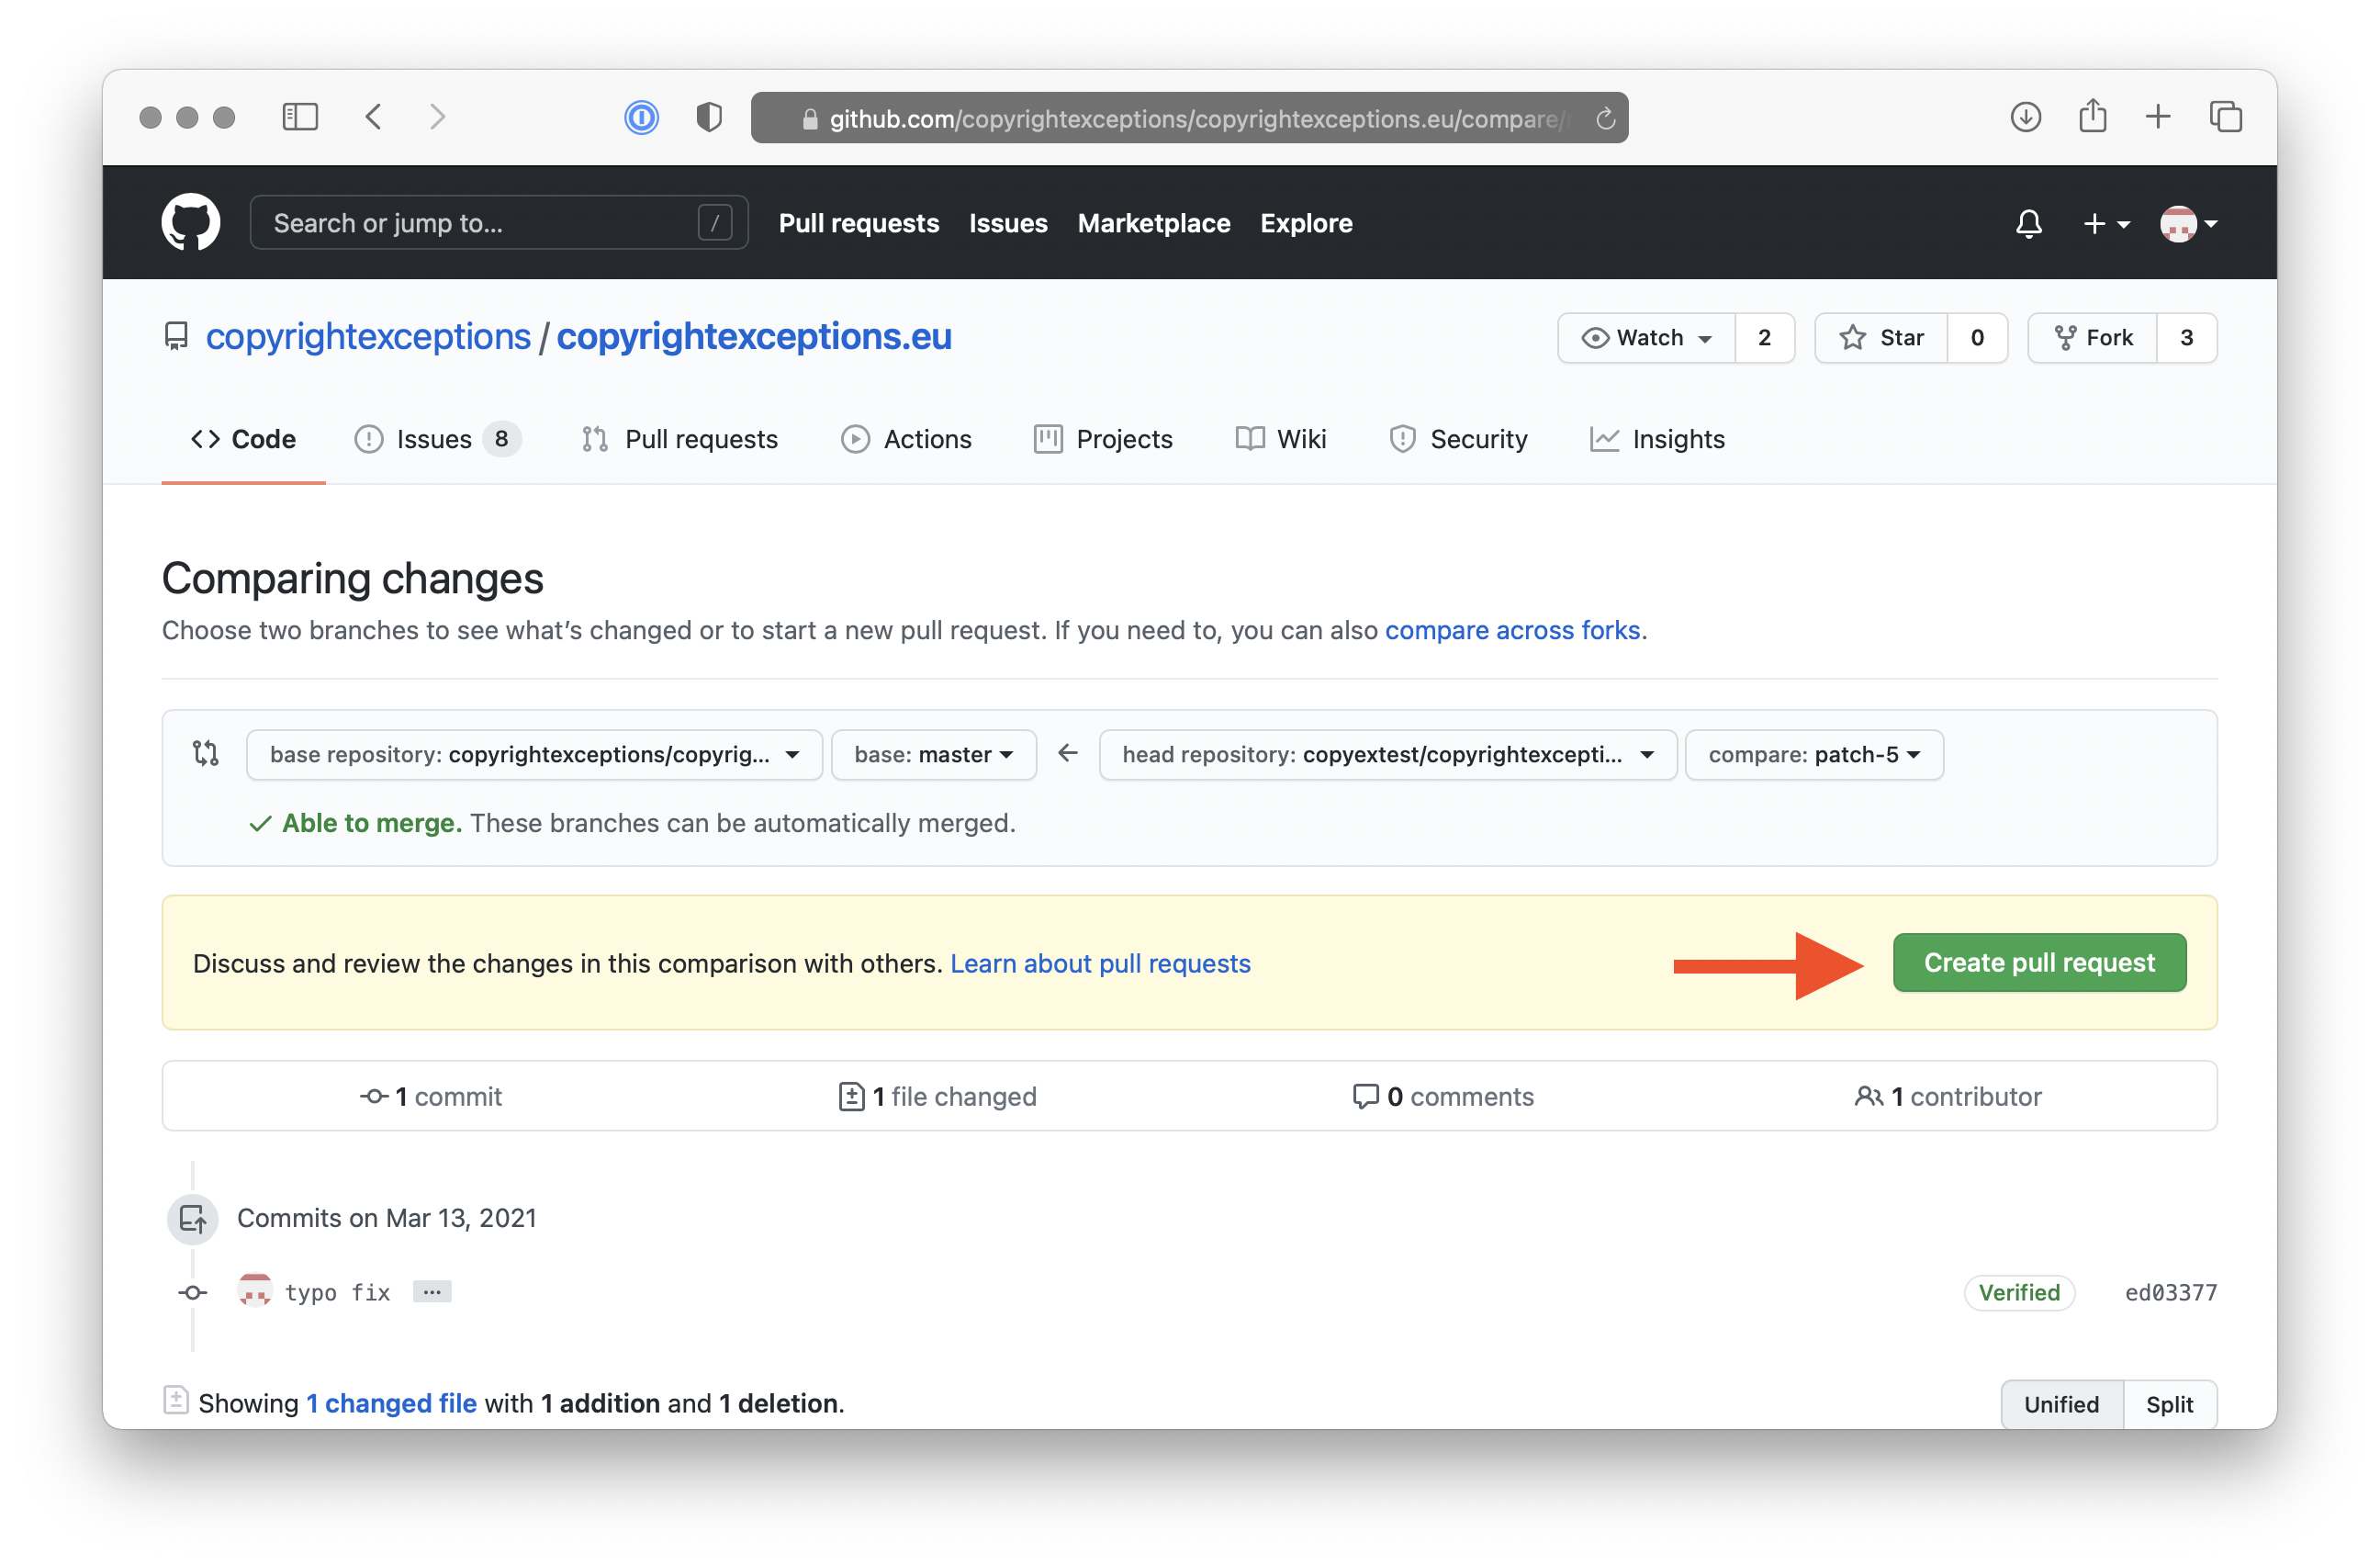 github.com/copyrightexceptions/copyrightexceptions.eu/compare/
Search or jump to... / Pull requests Issues Marketplace Explore
copyrightexceptions / copyrightexceptions.eu Watch 2 Star 0 Fork 3
Code Issues 8 Pull requests Actions Projects Wiki Security Insights
Comparing changes
Choose two branches to see what’s changed or to start a new pull request. If you need to, you can also compare across forks.
base repository: copyrightexceptions/copyrig... base: master ← head repository: copyextest/copyrightexcepti... compare: patch-5
Able to merge. These branches can be automatically merged.
Discuss and review the changes in this comparison with others. Learn about pull requests Create pull request
1 commit 1 file changed 0 comments 1 contributor
Commits on Mar 13, 2021
typo fix ... Verified ed03377
Showing 1 changed file with 1 addition and 1 deletion. Unified Split